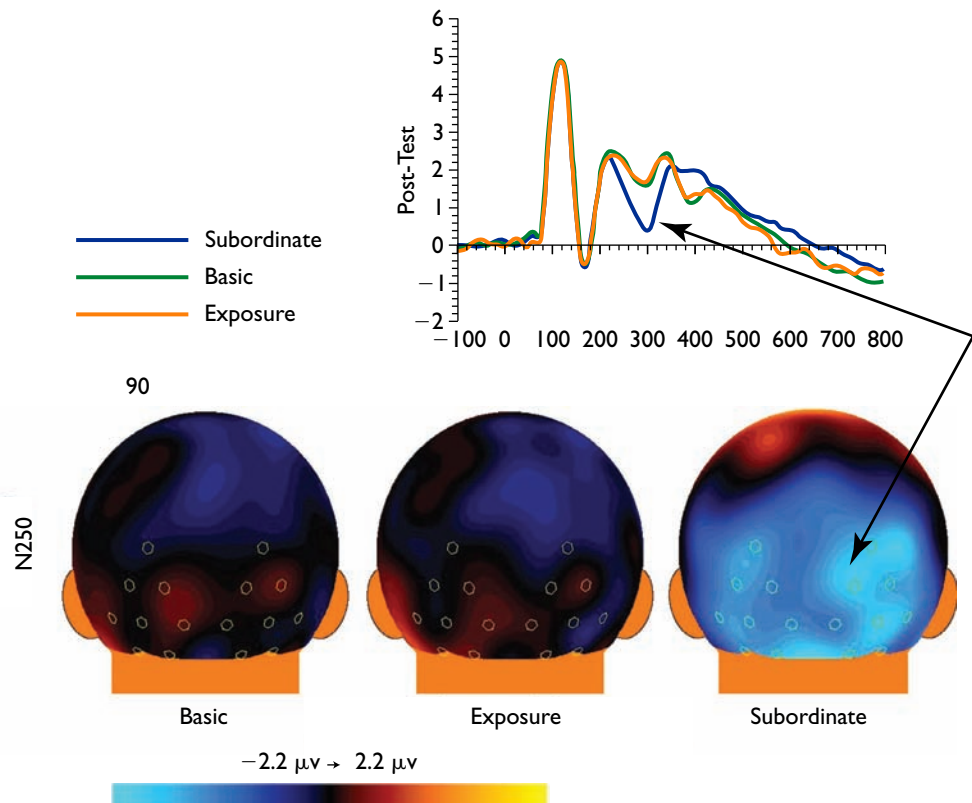 6
5
4
3
2
1
0
−1
−2
Post-Test
−100 0 100 200 300 400 500 600 700 800
Subordinate
Basic
Exposure
90
N250
Basic Exposure Subordinate
−2.2 μv → 2.2 μv